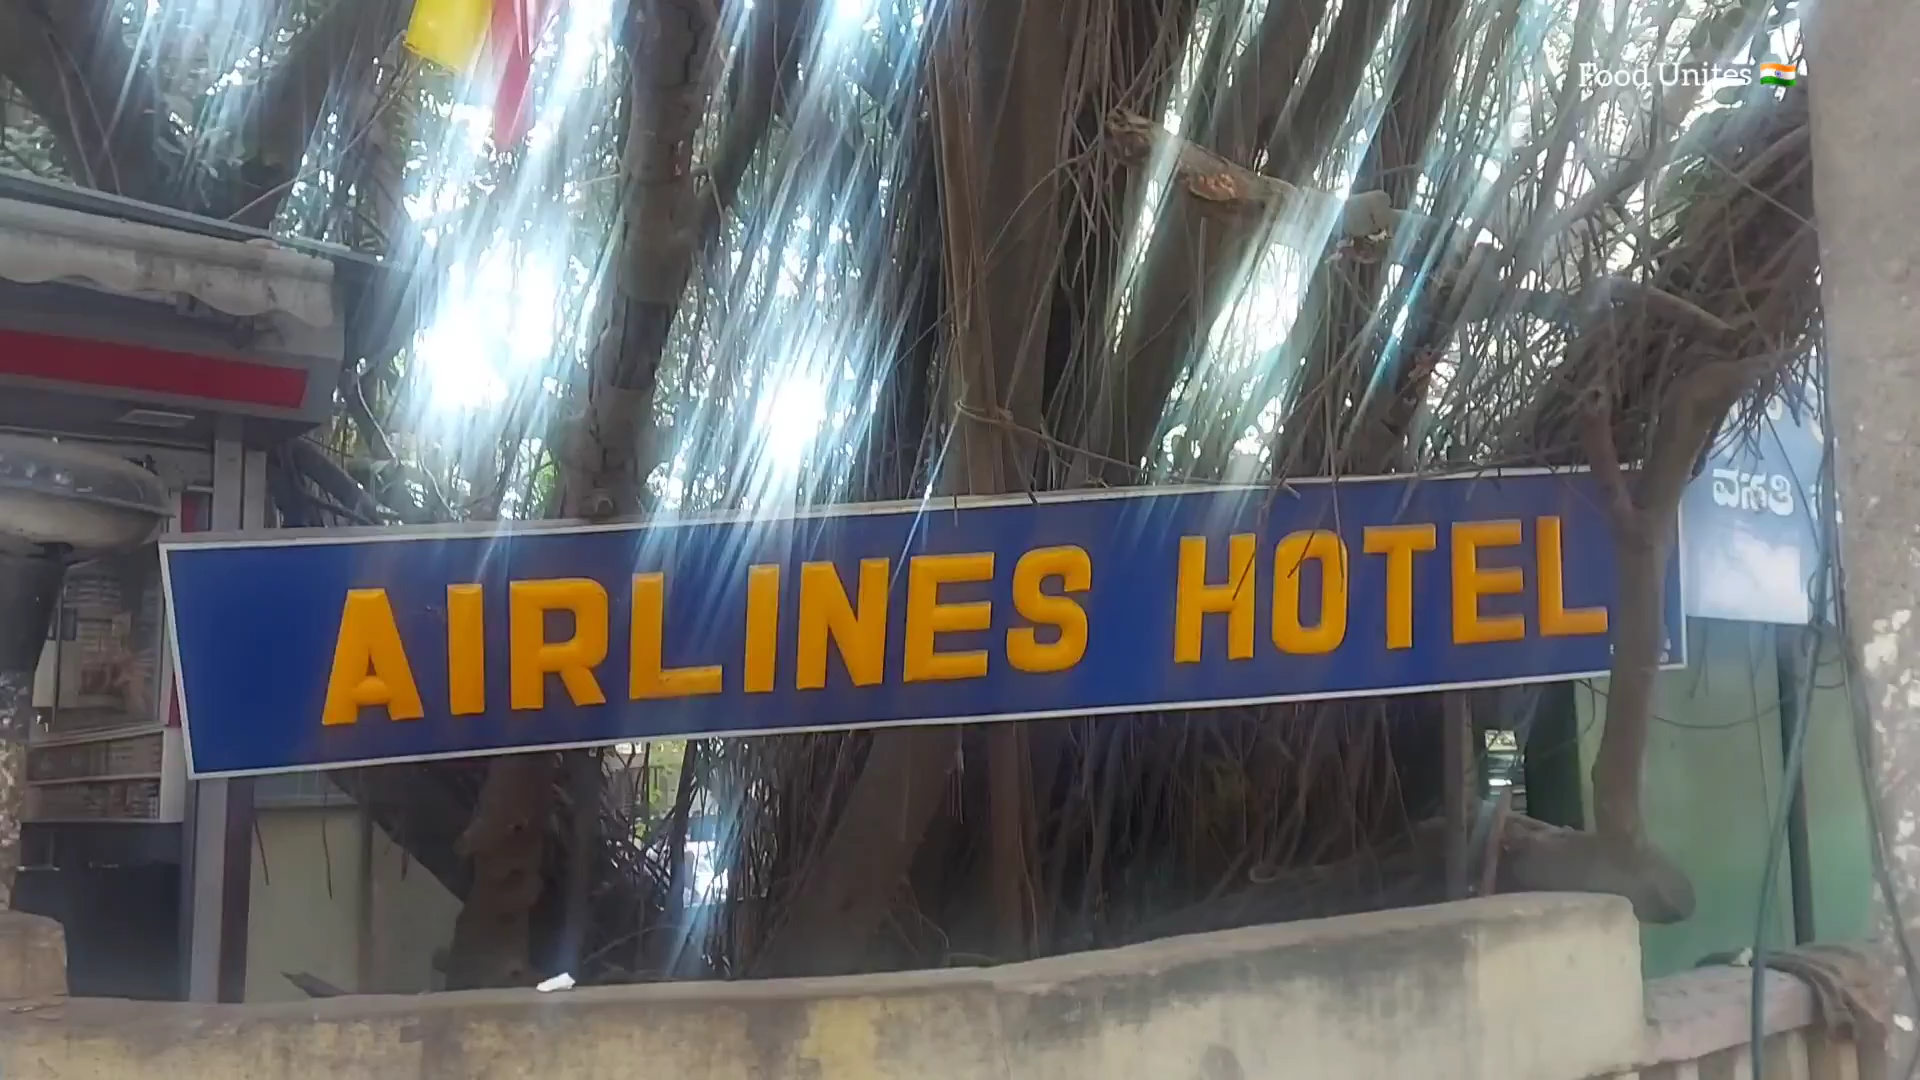 Food Unites 🇮🇳
AIRLINES HOTEL
ವಸತಿ